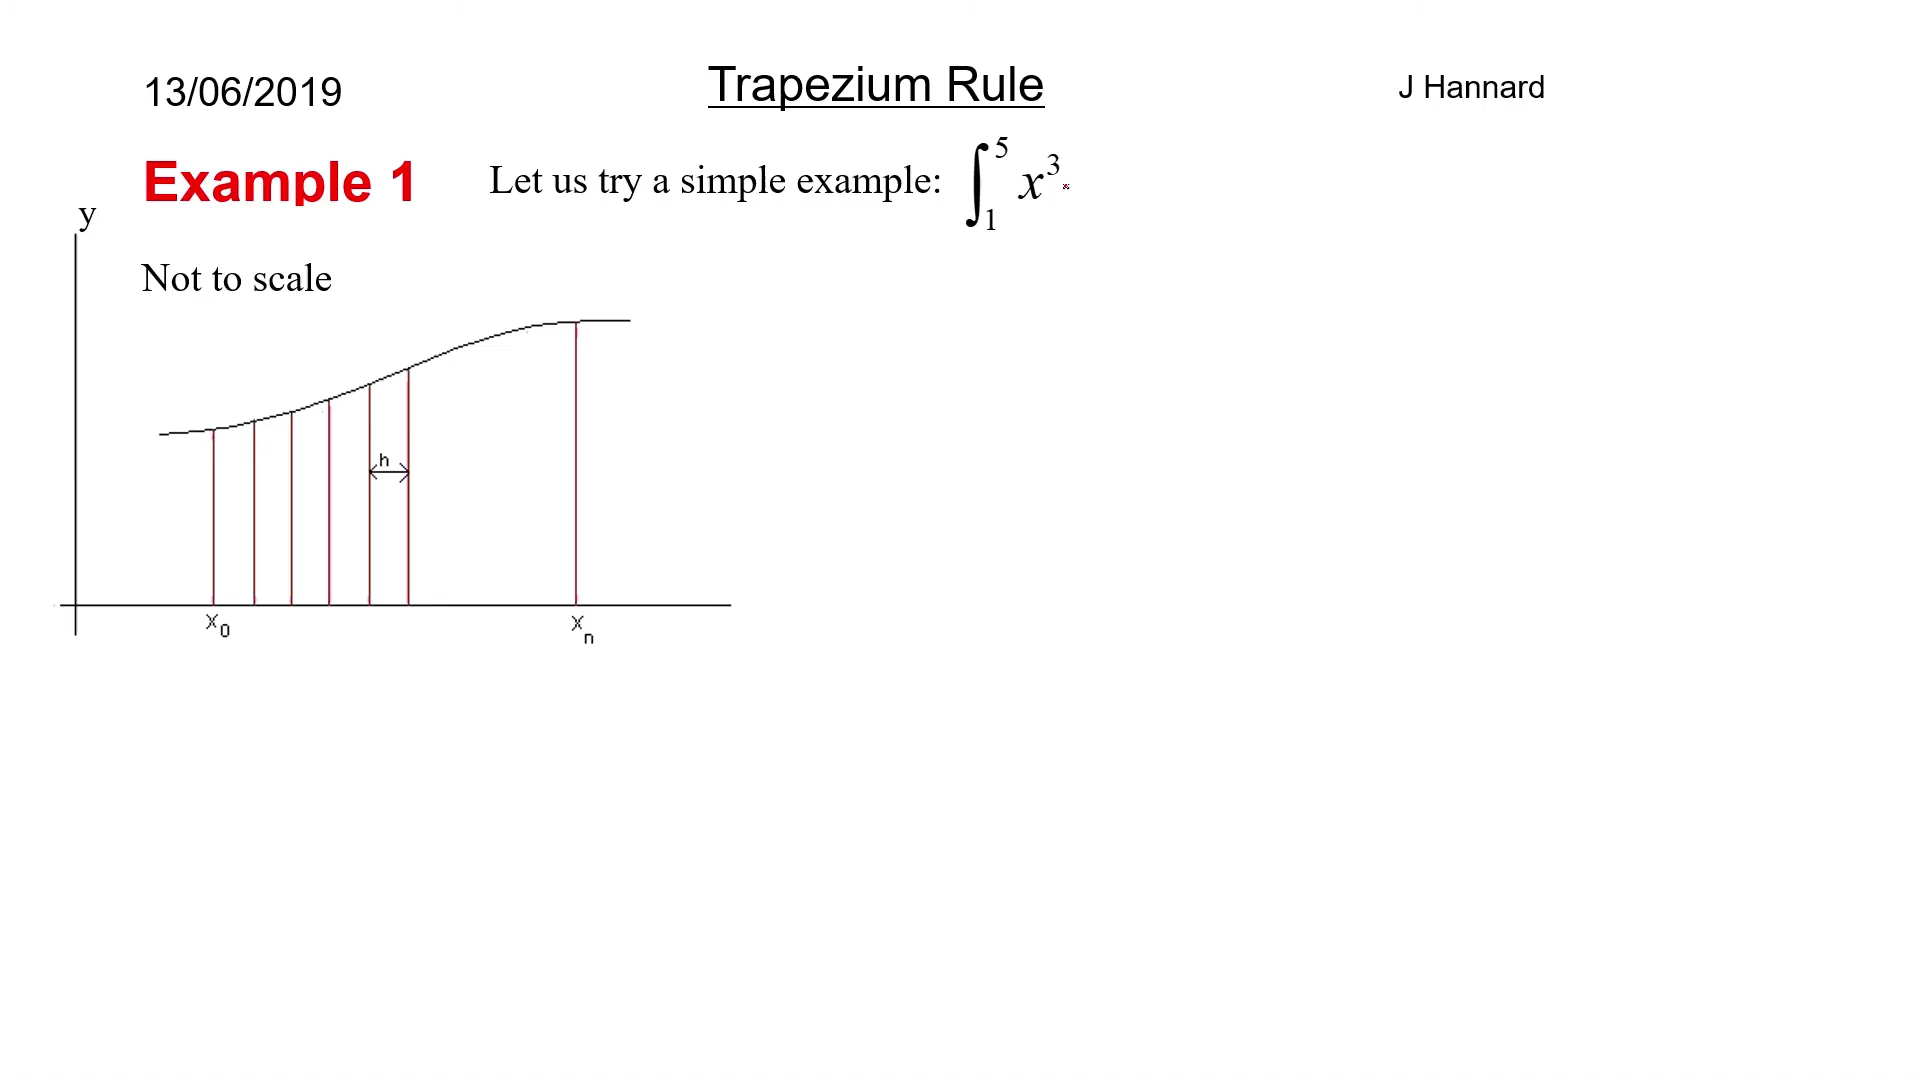 13/06/2019 Trapezium Rule J Hannard
Example 1 Let us try a simple example: ∫₁⁵ x³
y
Not to scale
h
x₀ xₙ